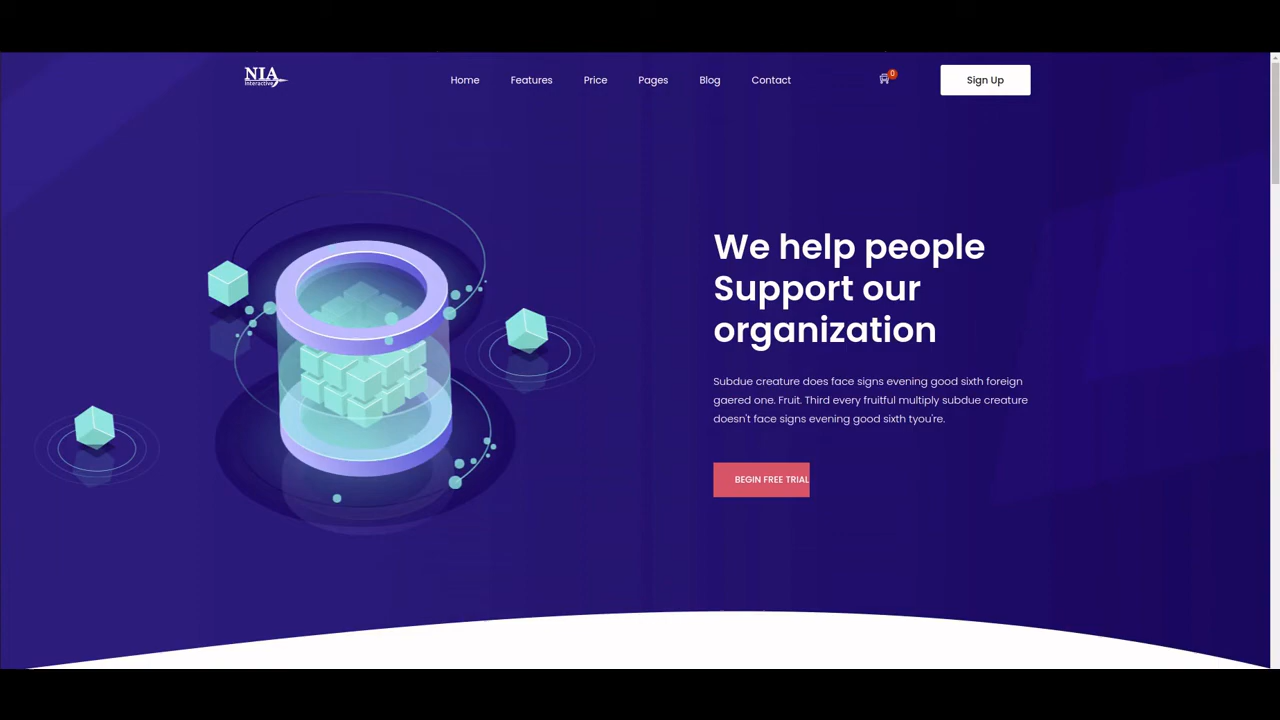 NIA
Interactive
Home Features Price Pages Blog Contact 0 Sign Up
We help people
Support our
organization
Subdue creature does face signs evening good sixth foreign
gaered one. Fruit. Third every fruitful multiply subdue creature
doesn't face signs evening good sixth tyou're.
BEGIN FREE TRIAL